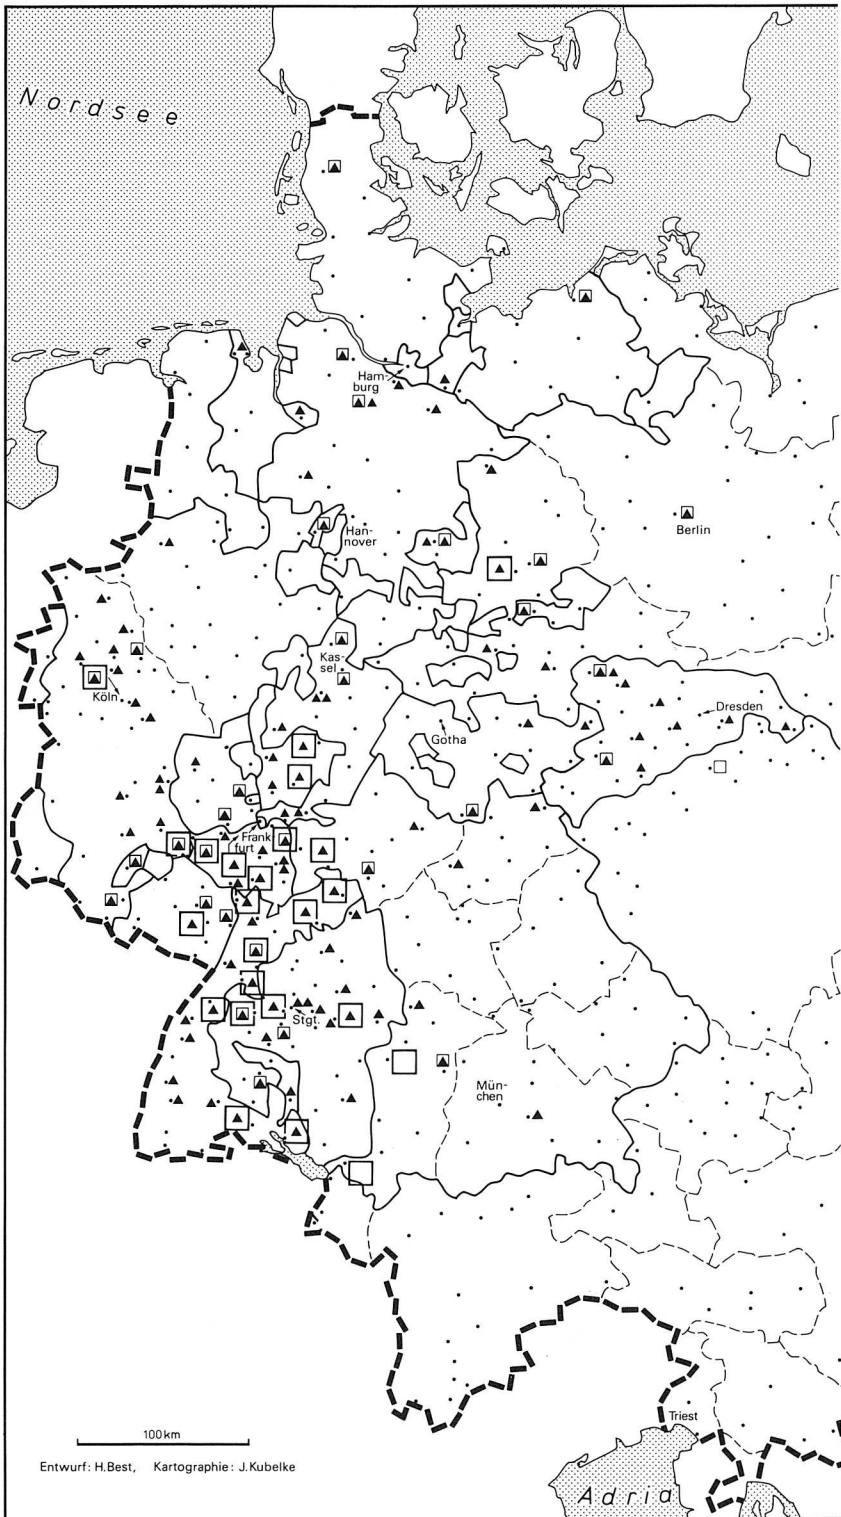 Nordsee
Ham-
burg
Han-
nover
Berlin
Kas-
sel
Köln
Dresden
Gotha
Frank-
furt
Stgt.
Mün-
chen
Triest
100 km
Entwurf: H.Best, Kartographie: J.Kubelke
Adria